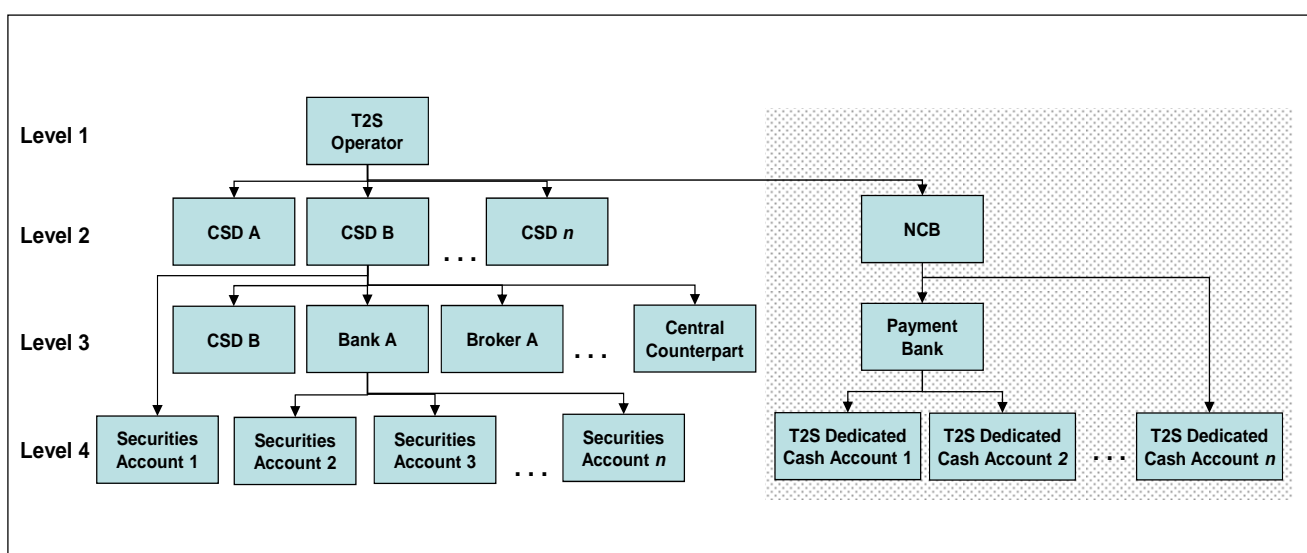 Level 1
T2S
Operator
Level 2
CSD A
CSD B
. . .
CSD n
NCB
Level 3
CSD B
Bank A
Broker A
. . .
Central
Counterpart
Payment
Bank
Level 4
Securities
Account 1
Securities
Account 2
Securities
Account 3
. . .
Securities
Account n
T2S Dedicated
Cash Account 1
T2S Dedicated
Cash Account 2
. . .
T2S Dedicated
Cash Account n